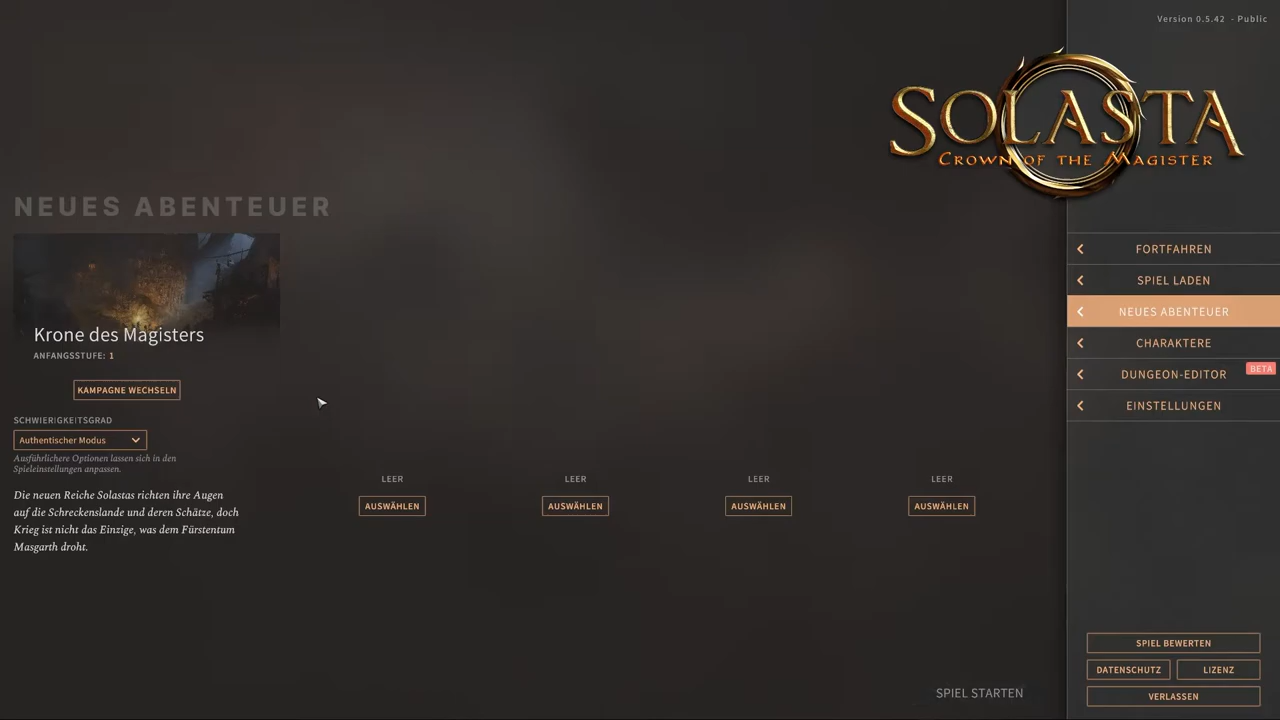 Version 0.5.42 - Public
SOLASTA
CROWN OF THE MAGISTER
NEUES ABENTEUER
Krone des Magisters
ANFANGSSTUFE: 1
KAMPAGNE WECHSELN
SCHWIERIGKEITSGRAD
Authentischer Modus
Ausführlichere Optionen lassen sich in den
Spieleinstellungen anpassen.
Die neuen Reiche Solastas richten ihre Augen
auf die Schreckenslande und deren Schätze, doch
Krieg ist nicht das Einzige, was dem Fürstentum
Masgarth droht.
LEER
AUSWÄHLEN
LEER
AUSWÄHLEN
LEER
AUSWÄHLEN
LEER
AUSWÄHLEN
SPIEL STARTEN
FORTFAHREN
SPIEL LADEN
NEUES ABENTEUER
CHARAKTERE
DUNGEON-EDITOR
BETA
EINSTELLUNGEN
SPIEL BEWERTEN
DATENSCHUTZ
LIZENZ
VERLASSEN